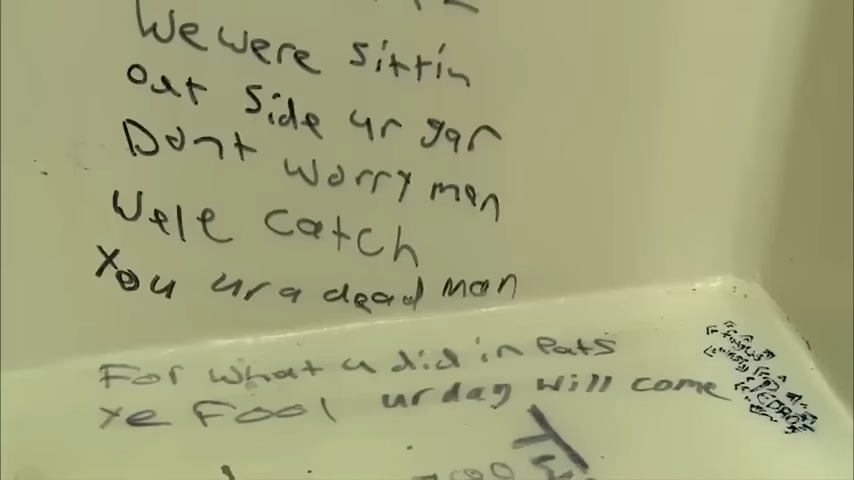 We were sittin
out side ur gar
Dont worry man
Wele catch
You ur a dead man
For what u did in Pats
ye Fool ur day will come